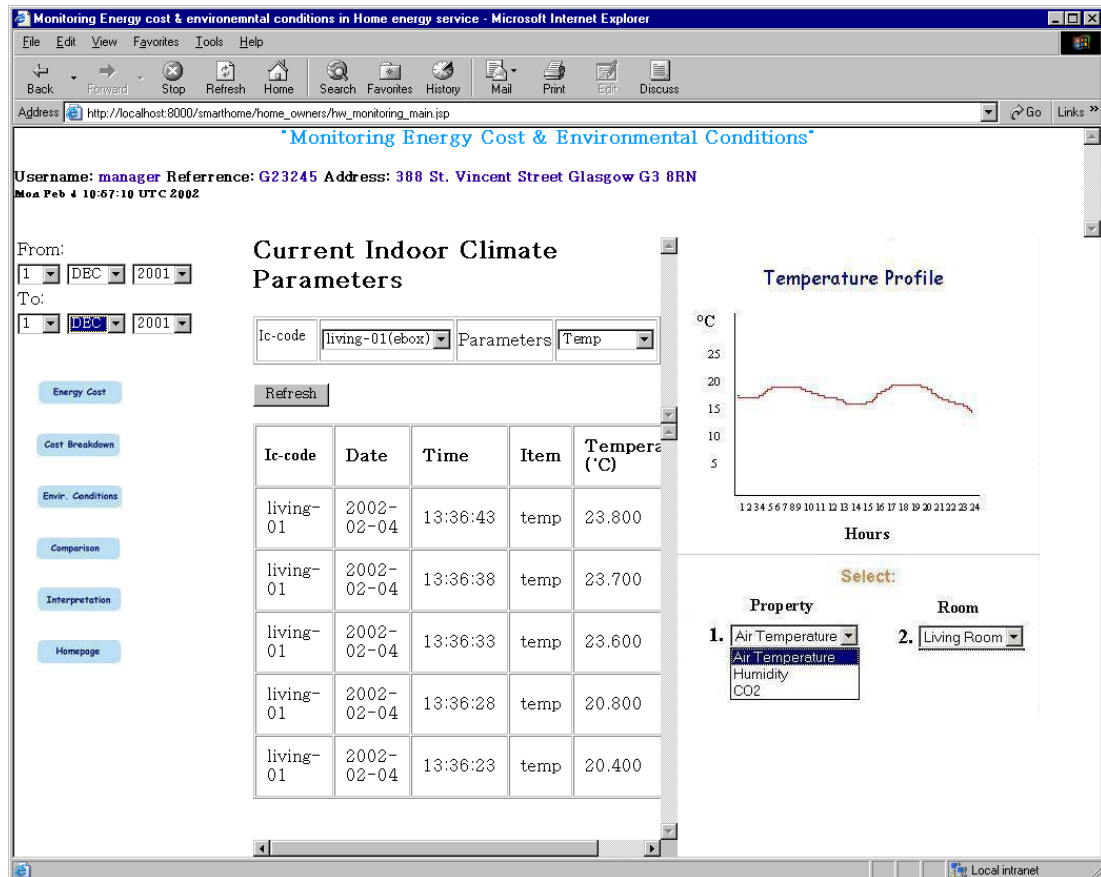 Monitoring Energy cost & environemntal conditions in Home energy service - Microsoft Internet Explorer
File Edit View Favorites Tools Help
Back Forward Stop Refresh Home Search Favorites History Mail Print Edit Discuss
Address http://localhost:8000/smarthome/home_owners/hw_monitoring_main.jsp Go Links »
"Monitoring Energy Cost & Environmental Conditions"
Username: manager Referrence: G23245 Address: 388 St. Vincent Street Glasgow G3 8RN
Mon Feb 4 10:57:10 UTC 2002
From:
1 DEC 2001
To:
1 DEC 2001
Energy Cost
Cost Breakdown
Envir. Conditions
Comparison
Interpretation
Homepage
Current Indoor Climate
Parameters
Ic-code living-01(ebox) Parameters Temp
Refresh
Ic-code Date Time Item Tempera
(°C)
living-
01 2002-
02-04 13:36:43 temp 23.800
living-
01 2002-
02-04 13:36:38 temp 23.700
living-
01 2002-
02-04 13:36:33 temp 23.600
living-
01 2002-
02-04 13:36:28 temp 20.800
living-
01 2002-
02-04 13:36:23 temp 20.400
Temperature Profile
°C
25
20
15
10
5
1 2 3 4 5 6 7 8 9 10 11 12 13 14 15 16 17 18 19 20 21 22 23 24
Hours
Select:
Property Room
1. Air Temperature 2. Living Room
Air Temperature
Humidity
CO2
Local intranet